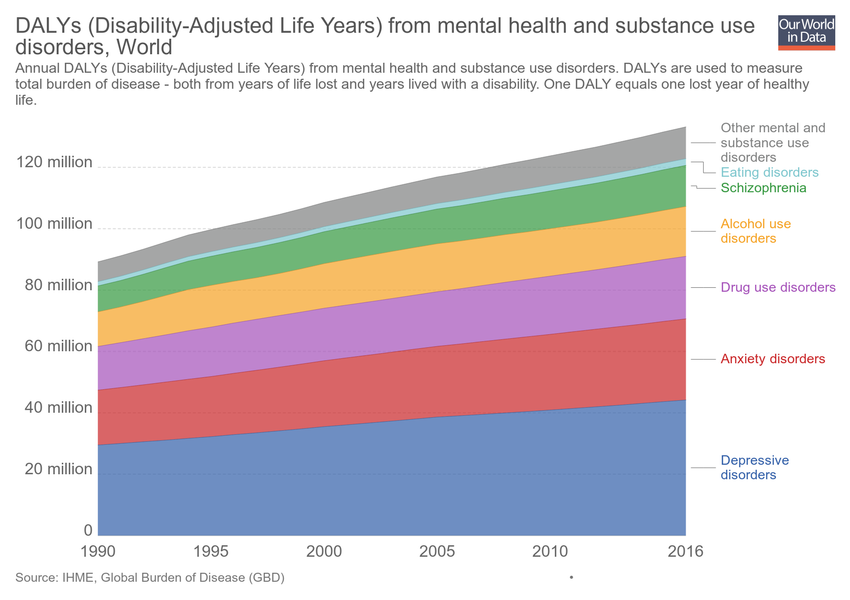 DALYs (Disability-Adjusted Life Years) from mental health and substance use
disorders, World
Our World
in Data
Annual DALYs (Disability-Adjusted Life Years) from mental health and substance use disorders. DALYs are used to measure
total burden of disease - both from years of life lost and years lived with a disability. One DALY equals one lost year of healthy
life.
120 million
100 million
80 million
60 million
40 million
20 million
0
1990
1995
2000
2005
2010
2016
Other mental and
substance use
disorders
Eating disorders
Schizophrenia
Alcohol use
disorders
Drug use disorders
Anxiety disorders
Depressive
disorders
Source: IHME, Global Burden of Disease (GBD)
•